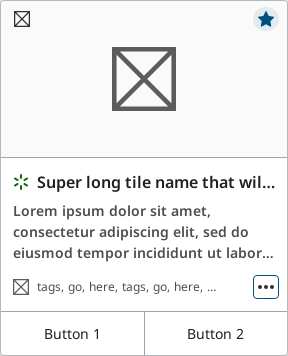 Super long tile name that wil...
Lorem ipsum dolor sit amet,
consectetur adipiscing elit, sed do
eiusmod tempor incididunt ut labor...
tags, go, here, tags, go, here, ...
Button 1
Button 2